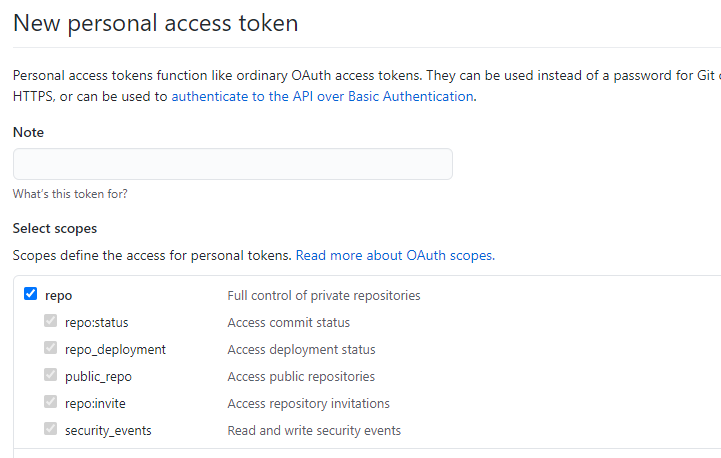 New personal access token
Personal access tokens function like ordinary OAuth access tokens. They can be used instead of a password for Git
HTTPS, or can be used to authenticate to the API over Basic Authentication.
Note
What's this token for?
Select scopes
Scopes define the access for personal tokens. Read more about OAuth scopes.
repo Full control of private repositories
repo:status Access commit status
repo_deployment Access deployment status
public_repo Access public repositories
repo:invite Access repository invitations
security_events Read and write security events